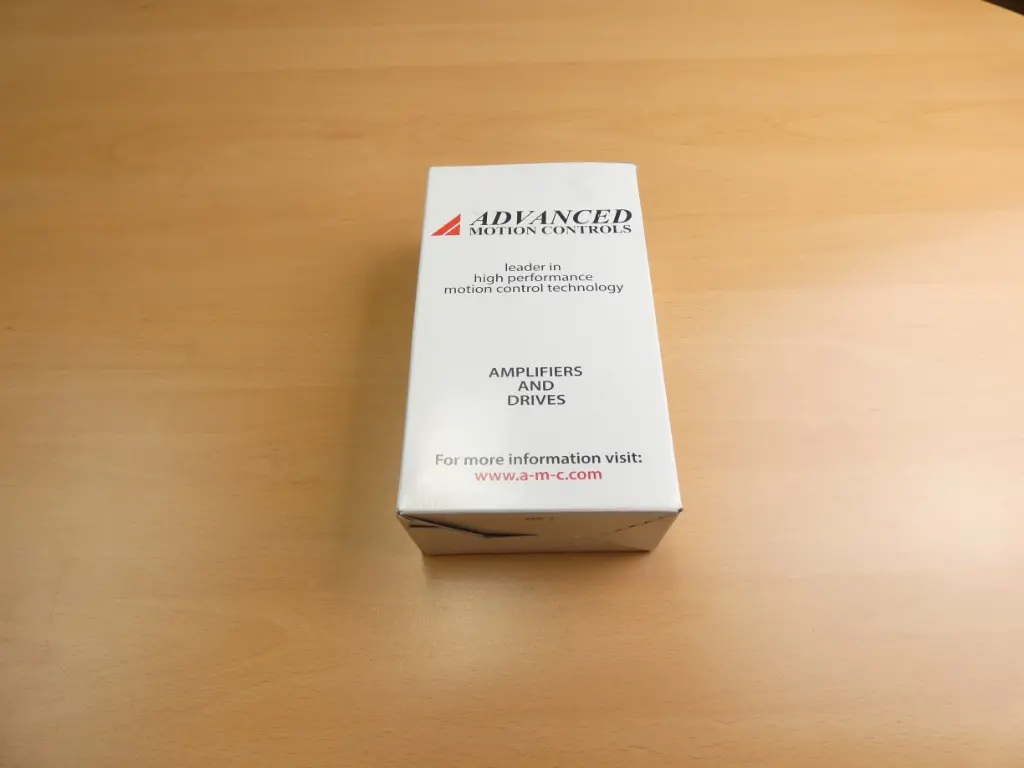 ADVANCED
MOTION CONTROLS
leader in
high performance
motion control technology
AMPLIFIERS
AND
DRIVES
For more information visit:
www.a-m-c.com